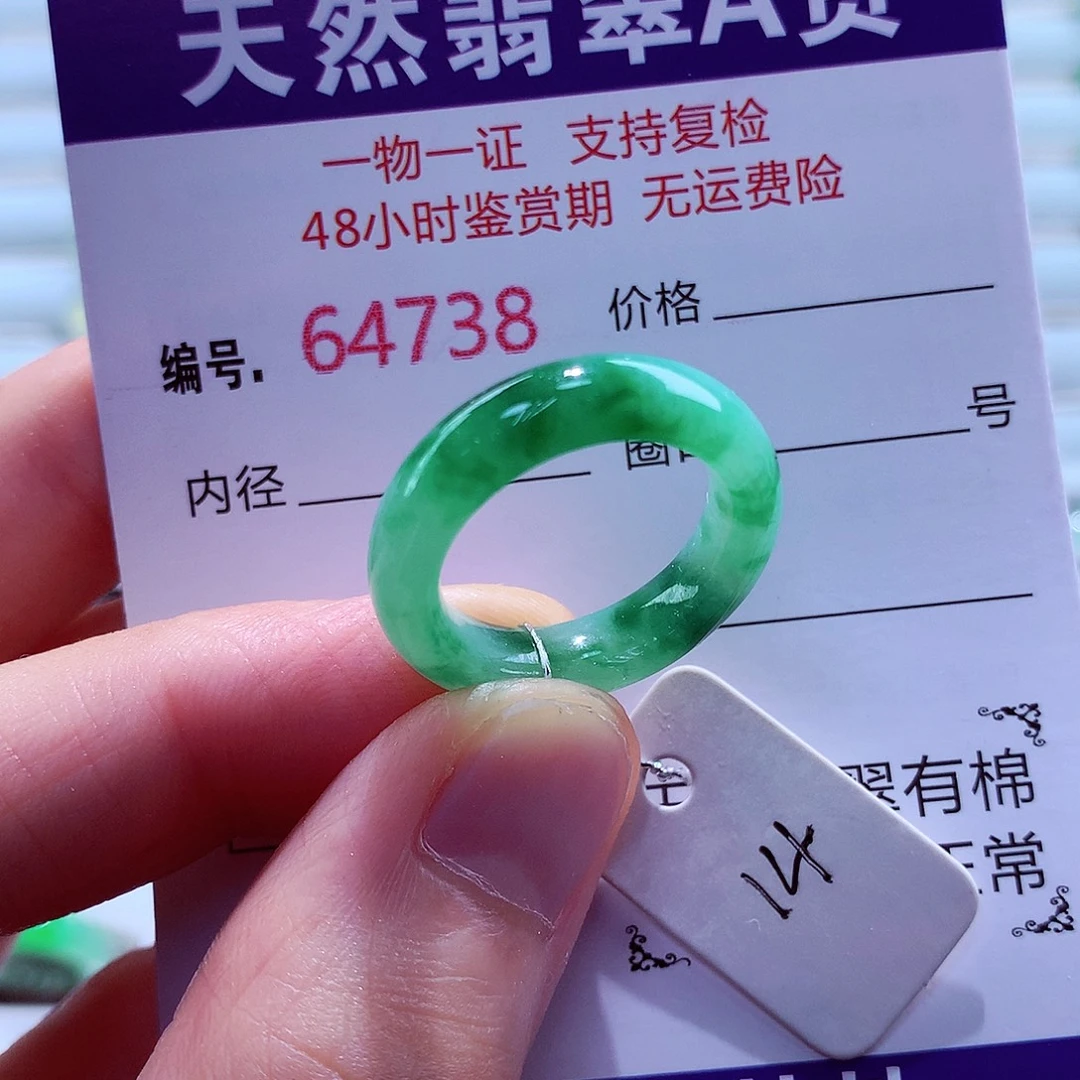 天然翡翠A货
一物一证 支持复检
48小时鉴赏期 无运费险
编号. 64738 价格
内径 圈 号
翠有棉
正常
14